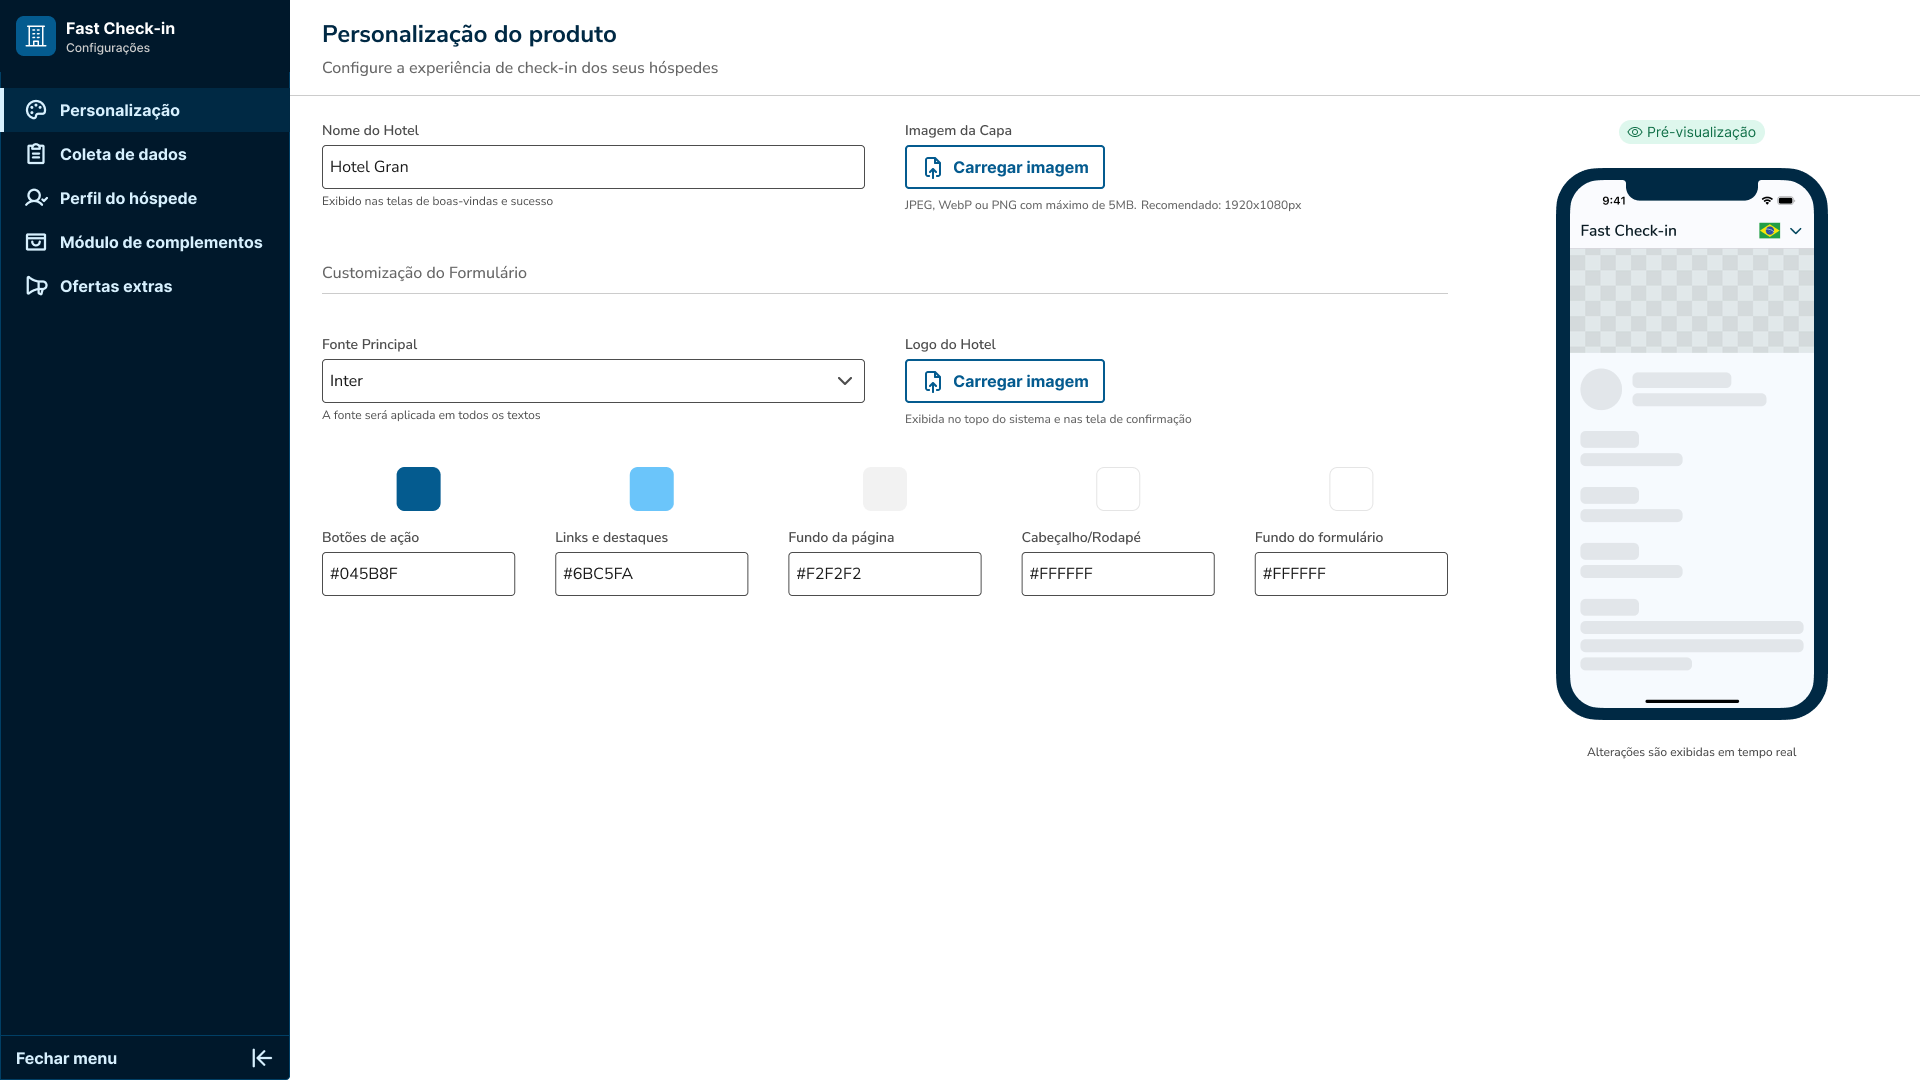 Fast Check-in
Configurações
Personalização
Coleta de dados
Perfil do hóspede
Módulo de complementos
Ofertas extras
Fechar menu
Personalização do produto
Configure a experiência de check-in dos seus hóspedes
Nome do Hotel
Hotel Gran
Exibido nas telas de boas-vindas e sucesso
Imagem da Capa
Carregar imagem
JPEG, WebP ou PNG com máximo de 5MB. Recomendado: 1920x1080px
Customização do Formulário
Fonte Principal
Inter
A fonte será aplicada em todos os textos
Logo do Hotel
Carregar imagem
Exibida no topo do sistema e nas tela de confirmação
Botões de ação
#045B8F
Links e destaques
#6BC5FA
Fundo da página
#F2F2F2
Cabeçalho/Rodapé
#FFFFFF
Fundo do formulário
#FFFFFF
Pré-visualização
9:41
Fast Check-in
Alterações são exibidas em tempo real